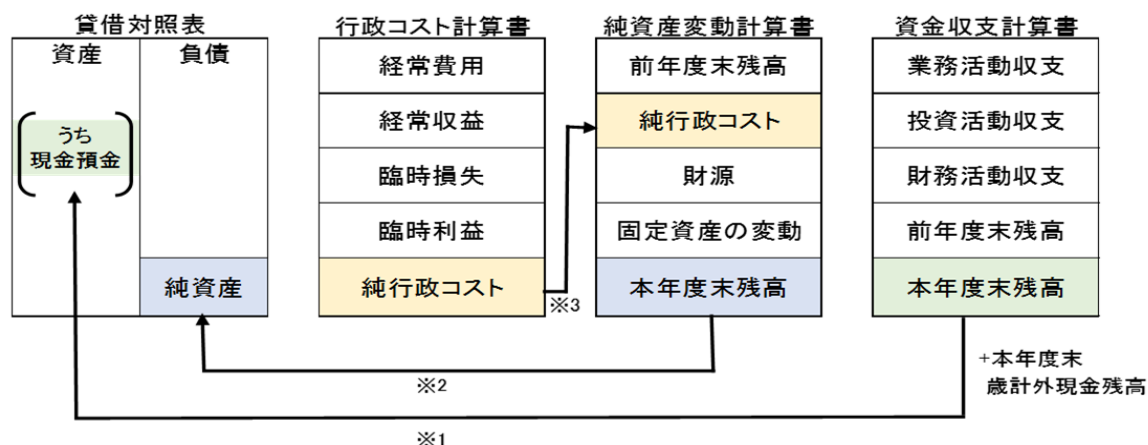 貸借対照表
資産
負債
うち
現金預金
純資産
行政コスト計算書
経常費用
経常収益
臨時損失
臨時利益
純行政コスト
※3
純資産変動計算書
前年度末残高
純行政コスト
財源
固定資産の変動
本年度末残高
資金収支計算書
業務活動収支
投資活動収支
財務活動収支
前年度末残高
本年度末残高
+本年度末
歳計外現金残高
※2
※1